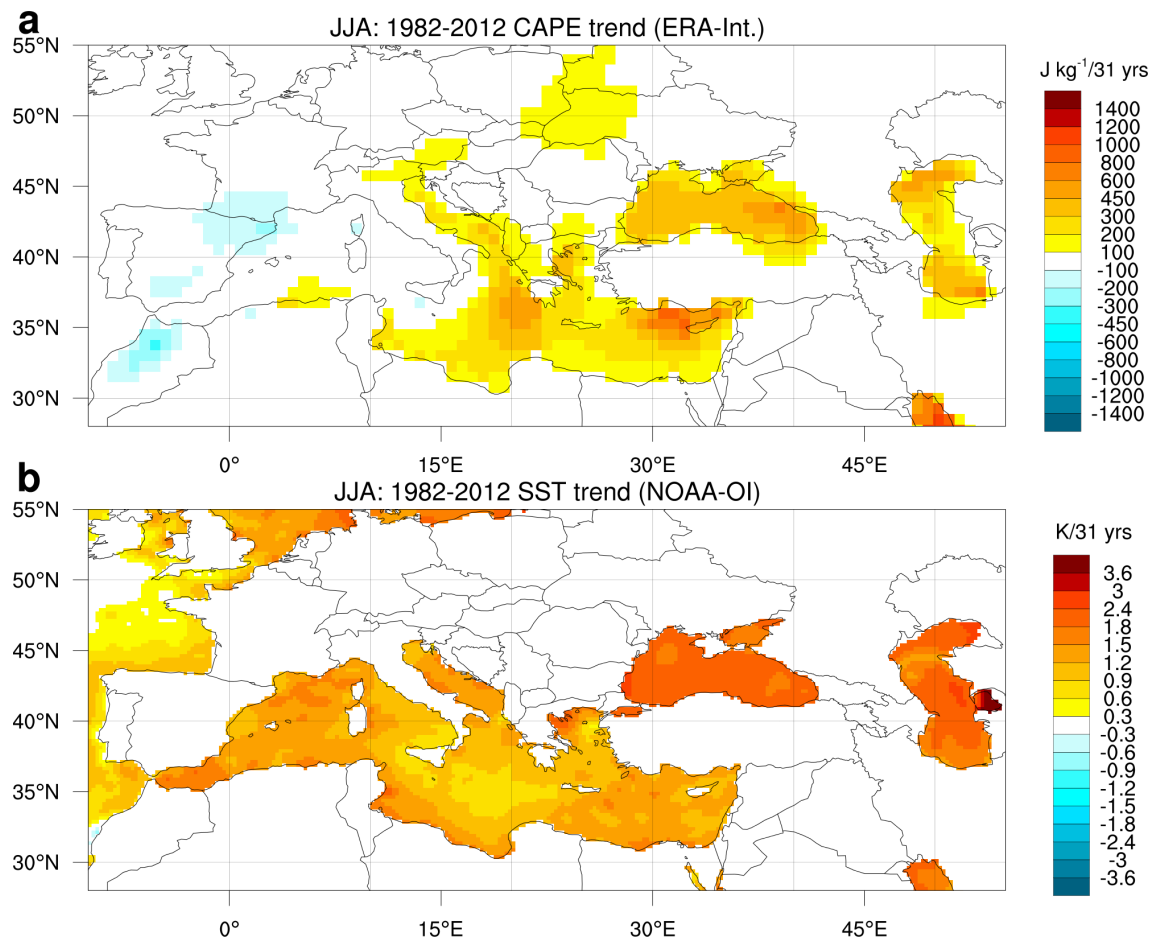 a
JJA: 1982-2012 CAPE trend (ERA-Int.)
55°N
50°N
45°N
40°N
35°N
30°N
0°
15°E
30°E
45°E
J kg⁻¹/31 yrs
1400
1200
1000
800
600
450
300
200
100
-100
-200
-300
-450
-600
-800
-1000
-1200
-1400
b
JJA: 1982-2012 SST trend (NOAA-OI)
55°N
50°N
45°N
40°N
35°N
30°N
0°
15°E
30°E
45°E
K/31 yrs
3.6
3
2.4
1.8
1.5
1.2
0.9
0.6
0.3
-0.3
-0.6
-0.9
-1.2
-1.5
-1.8
-2.4
-3
-3.6